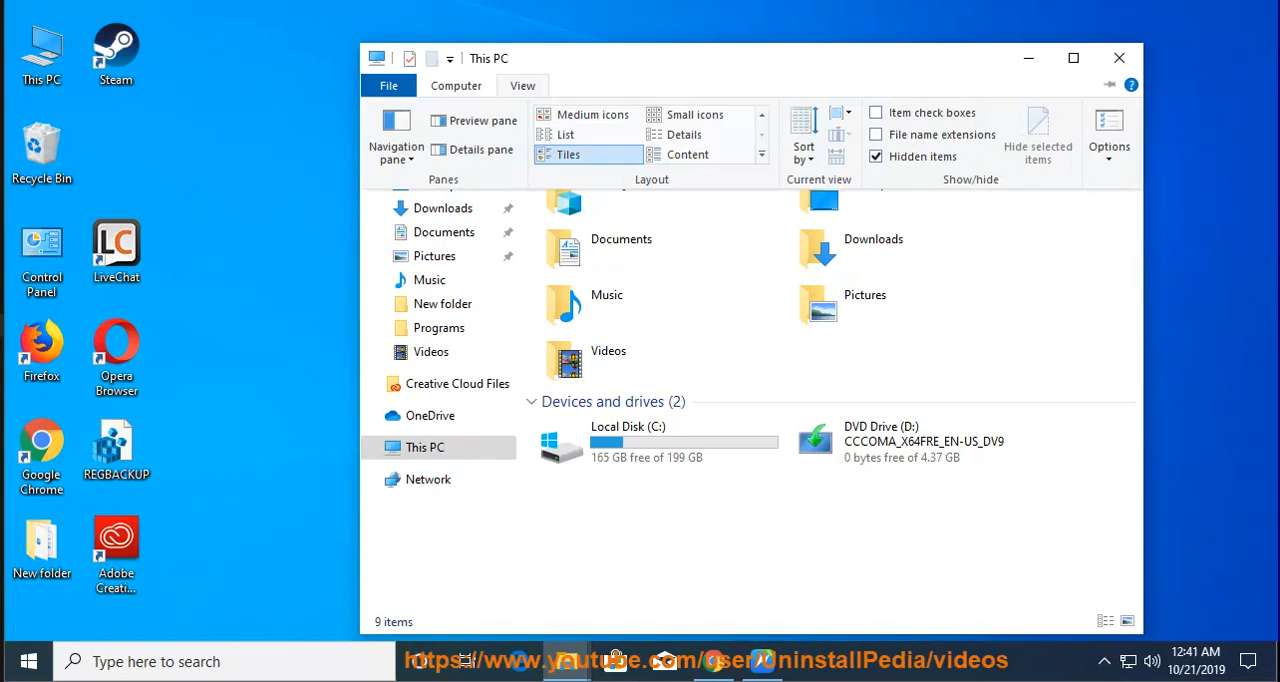 This PC
Steam
Recycle Bin
Control
Panel
LiveChat
Firefox
Opera
Browser
Google
Chrome
REGBACKUP
New folder
Adobe
Creati...
This PC
File
Computer
View
Navigation
pane
Preview pane
Details pane
Panes
Medium icons
Small icons
List
Details
Tiles
Content
Layout
Sort
by
Current view
Item check boxes
File name extensions
Hidden items
Hide selected
items
Show/hide
Options
Downloads
Documents
Pictures
Music
New folder
Programs
Videos
Creative Cloud Files
OneDrive
This PC
Network
Documents
Downloads
Music
Pictures
Videos
Devices and drives (2)
Local Disk (C:)
165 GB free of 199 GB
DVD Drive (D:)
CCCOMA_X64FRE_EN-US_DV9
0 bytes free of 4.37 GB
9 items
Type here to search
https://www.youtube.com/user/UninstallPedia/videos
12:41 AM
10/21/2019